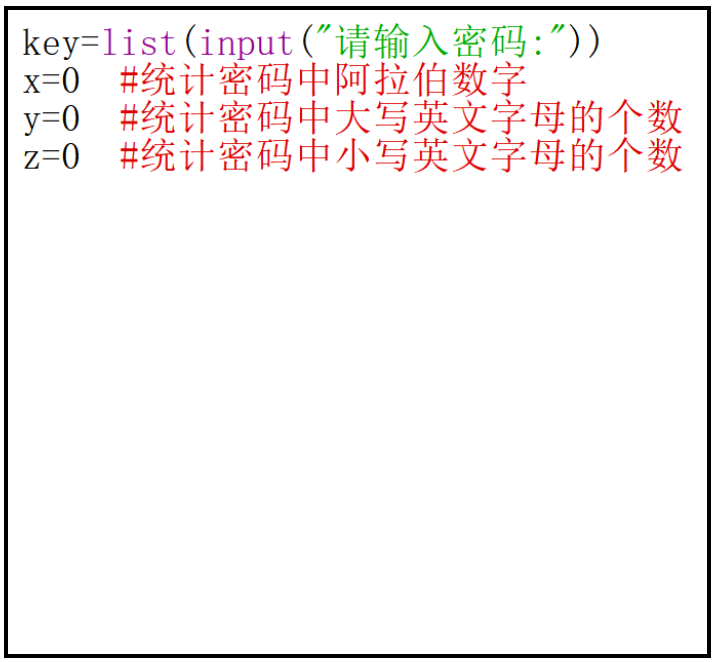 key=list(input("请输入密码:"))
x=0  #统计密码中阿拉伯数字
y=0  #统计密码中大写英文字母的个数
z=0  #统计密码中小写英文字母的个数